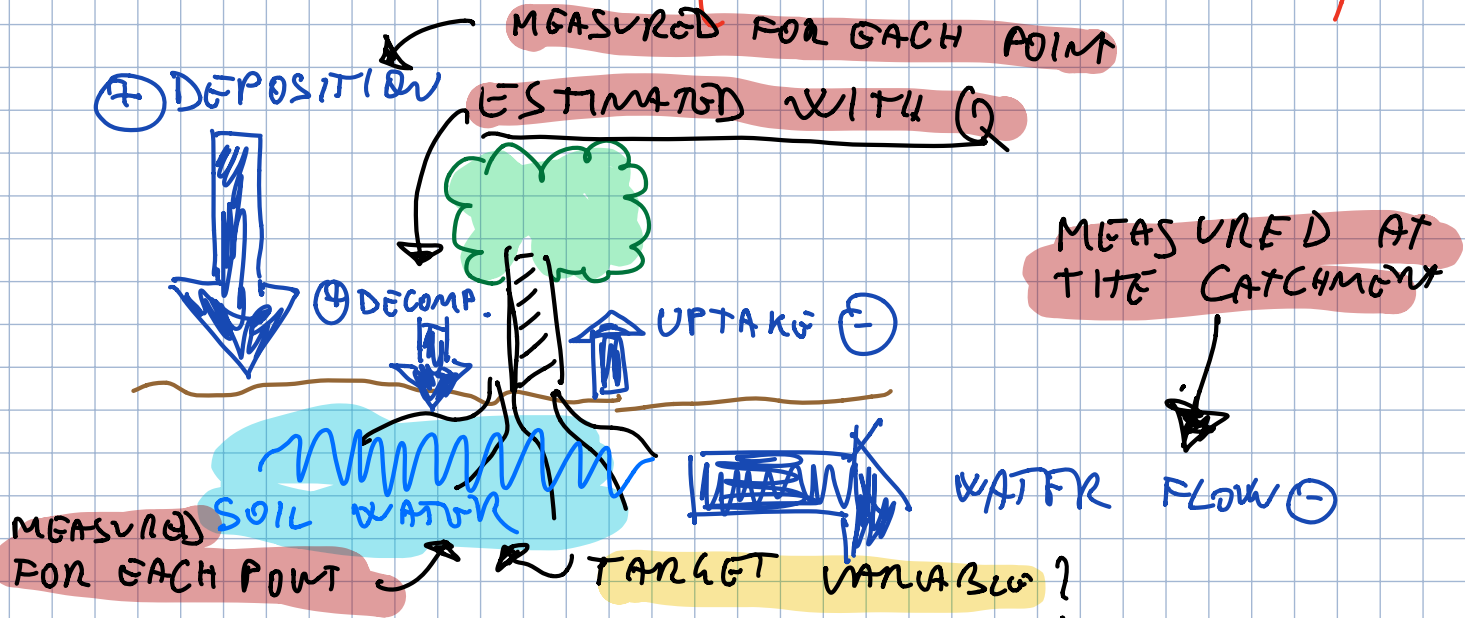 MEASURED FOR EACH POINT
+ DEPOSITION
ESTIMATED WITH Q
MEASURED AT
THE CATCHMENT
+ DECOMP.
UPTAKE -
WATER FLOW -
SOIL WATER
MEASURED
FOR EACH POINT
TARGET VARIABLE ?